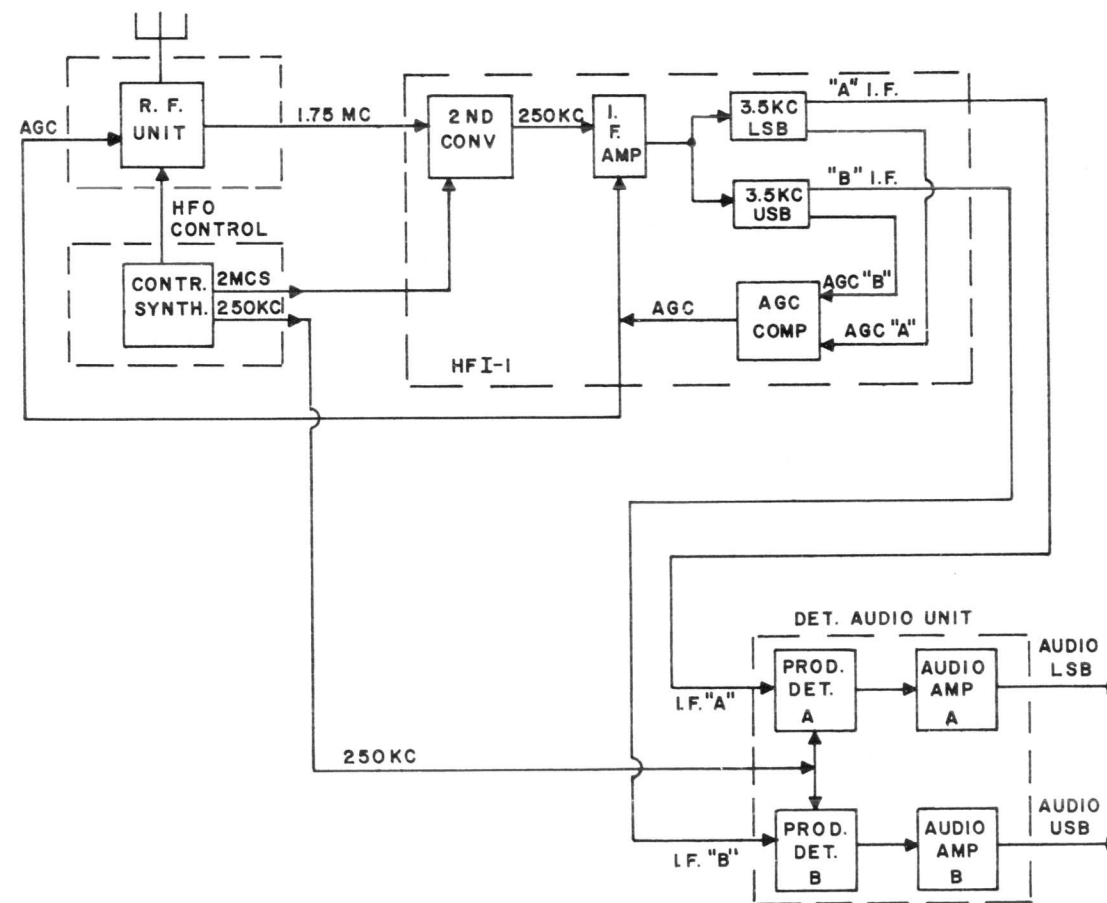 R. F.
UNIT
AGC
1.75 MC
2 ND
CONV
250KC
I.
F.
AMP
3.5KC
LSB
"A" I.F.
3.5KC
USB
"B" I.F.
HFO
CONTROL
CONTR.
SYNTH.
2MCS
250KC
AGC "B"
AGC
COMP
AGC
AGC "A"
HFI-1
DET. AUDIO UNIT
PROD.
DET.
A
AUDIO
AMP
A
AUDIO
LSB
I.F. "A"
250KC
PROD.
DET.
B
AUDIO
AMP
B
AUDIO
USB
I.F. "B"